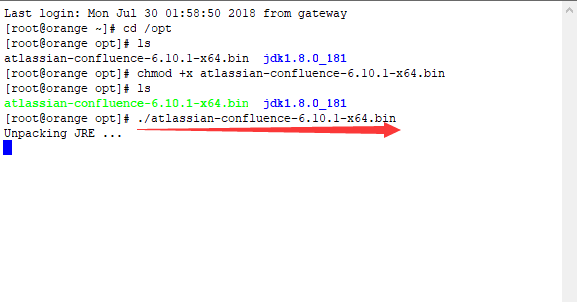 Last login: Mon Jul 30 01:58:50 2018 from gateway
[root@orange ~]# cd /opt
[root@orange opt]# ls
atlassian-confluence-6.10.1-x64.bin  jdk1.8.0_181
[root@orange opt]# chmod +x atlassian-confluence-6.10.1-x64.bin
[root@orange opt]# ls
atlassian-confluence-6.10.1-x64.bin  jdk1.8.0_181
[root@orange opt]# ./atlassian-confluence-6.10.1-x64.bin
Unpacking JRE ...